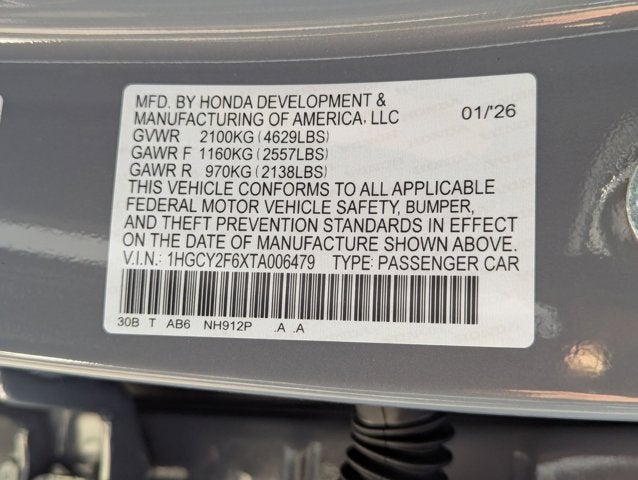 MFD. BY HONDA DEVELOPMENT &
MANUFACTURING OF AMERICA, LLC 01/'26
GVWR 2100KG (4629LBS)
GAWR F 1160KG (2557LBS)
GAWR R 970KG (2138LBS)
THIS VEHICLE CONFORMS TO ALL APPLICABLE
FEDERAL MOTOR VEHICLE SAFETY, BUMPER,
AND THEFT PREVENTION STANDARDS IN EFFECT
ON THE DATE OF MANUFACTURE SHOWN ABOVE.
V.I.N.: 1HGCY2F6XTA006479 TYPE: PASSENGER CAR
30B T AB6 NH912P .A .A